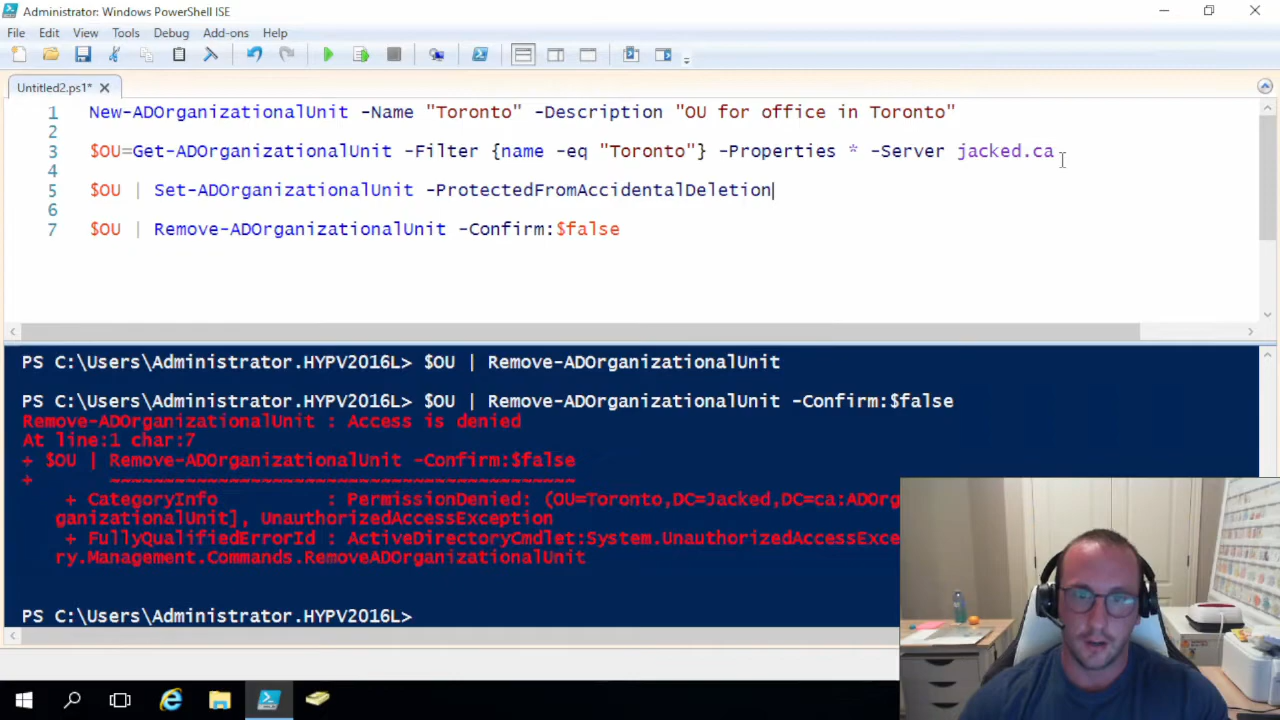 Administrator: Windows PowerShell ISE
File Edit View Tools Debug Add-ons Help
Untitled2.ps1*
1 New-ADOrganizationalUnit -Name "Toronto" -Description "OU for office in Toronto"
2
3 $OU=Get-ADOrganizationalUnit -Filter {name -eq "Toronto"} -Properties * -Server jacked.ca
4
5 $OU | Set-ADOrganizationalUnit -ProtectedFromAccidentalDeletion
6
7 $OU | Remove-ADOrganizationalUnit -Confirm:$false
PS C:\Users\Administrator.HYPV2016L> $OU | Remove-ADOrganizationalUnit
PS C:\Users\Administrator.HYPV2016L> $OU | Remove-ADOrganizationalUnit -Confirm:$false
Remove-ADOrganizationalUnit : Access is denied
At line:1 char:7
+ $OU | Remove-ADOrganizationalUnit -Confirm:$false
+ ~~~~~~~~~~~~~~~~~~~~~~~~~~~~~~~~~~~~~~~~~~~
+ CategoryInfo : PermissionDenied: (OU=Toronto,DC=Jacked,DC=ca:ADOrg
ganizationalUnit], UnauthorizedAccessException
+ FullyQualifiedErrorId : ActiveDirectoryCmdlet:System.UnauthorizedAccessExce
ry.Management.Commands.RemoveADOrganizationalUnit
PS C:\Users\Administrator.HYPV2016L>